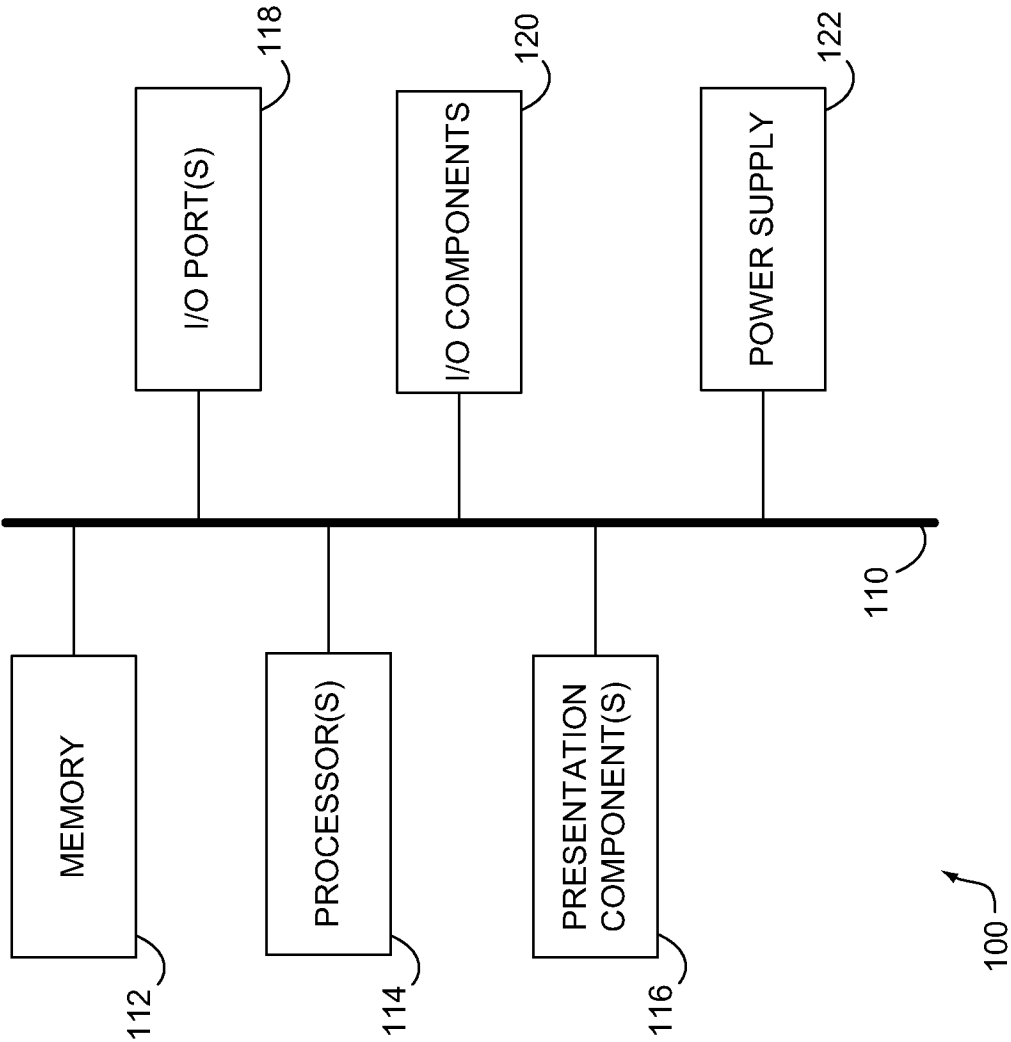 MEMORY
112
PROCESSOR(S)
114
PRESENTATION
COMPONENT(S)
116
I/O PORT(S)
118
I/O COMPONENTS
120
POWER SUPPLY
122
110
100